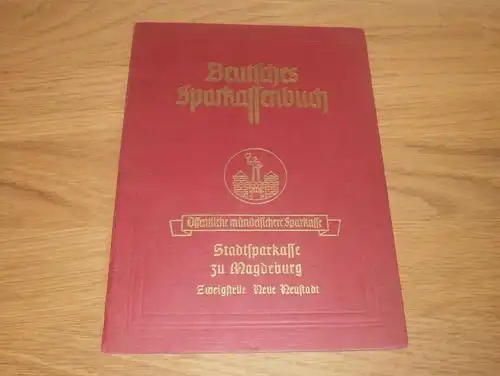 Deutsches
Sparkassenbuch
Öffentliche mündelsichere Sparkasse
Stadtsparkasse
zu Magdeburg
Zweigstelle Neue Neustadt